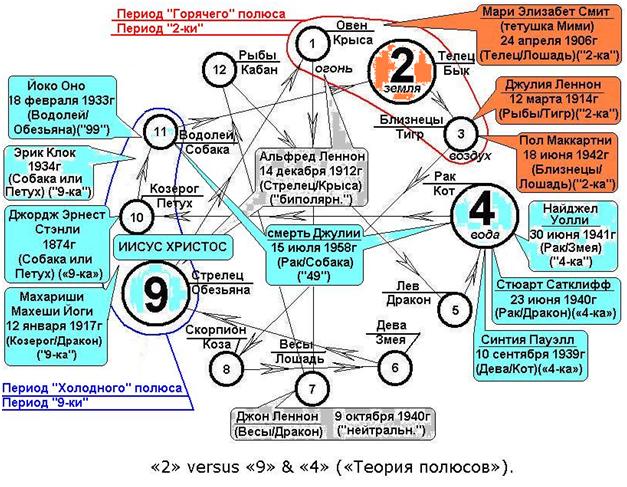 Период "Горячего" полюса
Период "2-ки"
Мари Элизабет Смит
(тетушка Мими)
24 апреля 1906г
(Телец/Лошадь)("2-ка")
Овен
Крыса
1
огонь
Рыбы
Кабан
12
2
земля
Телец
Бык
Джулия Леннон
12 марта 1914г
(Рыбы/Тигр)("2-ка")
Йоко Оно
18 февраля 1933г
(Водолей/
Обезьяна)("99")
11
Водолей
Собака
Близнецы
Тигр
3
воздух
Пол Маккартни
18 июня 1942г
(Близнецы/
Лошадь)("2-ка")
Эрик Клок
1934г
(Собака или
Петух) ("9-ка")
Альфред Леннон
14 декабря 1912г
(Стрелец/Крыса)
("биполярн.")
Козерог
Петух
10
Рак
Кот
4
вода
Найджел
Уолли
30 июня 1941г
(Рак/Змея)
("4-ка")
Джордж Эрнест
Стэнли
1874г
(Собака или
Петух) («9-ка»)
ИИСУС ХРИСТОС
смерть Джулии
15 июля 1958г
(Рак/Собака)
("49")
9
Стрелец
Обезьяна
Махариши
Махеши Йоги
12 января 1917г
(Козерог/Дракон)
("9-ка")
Лев
Дракон
5
Стюарт Сатклифф
23 июня 1940г
(Рак/Дракон)(«4-ка»)
Скорпион
Коза
8
Весы
Лошадь
7
Дева
Змея
6
Синтия Пауэлл
10 сентября 1939г
(Дева/Кот)(«4-ка»)
Период "Холодного" полюса
Период "9-ки"
Джон Леннон
(Весы/Дракон)
9 октября 1940г
("нейтральн.")
«2» versus «9» & «4» («Теория полюсов»).